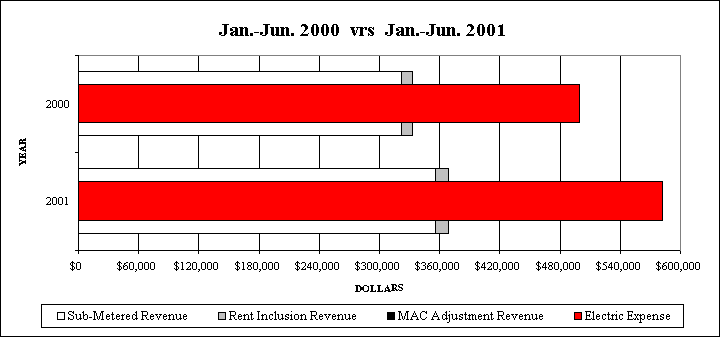 Jan.-Jun. 2000 vrs Jan.-Jun. 2001
YEAR
2000
2001
$0 $60,000 $120,000 $180,000 $240,000 $300,000 $360,000 $420,000 $480,000 $540,000 $600,000
DOLLARS
Sub-Metered Revenue Rent Inclusion Revenue MAC Adjustment Revenue Electric Expense